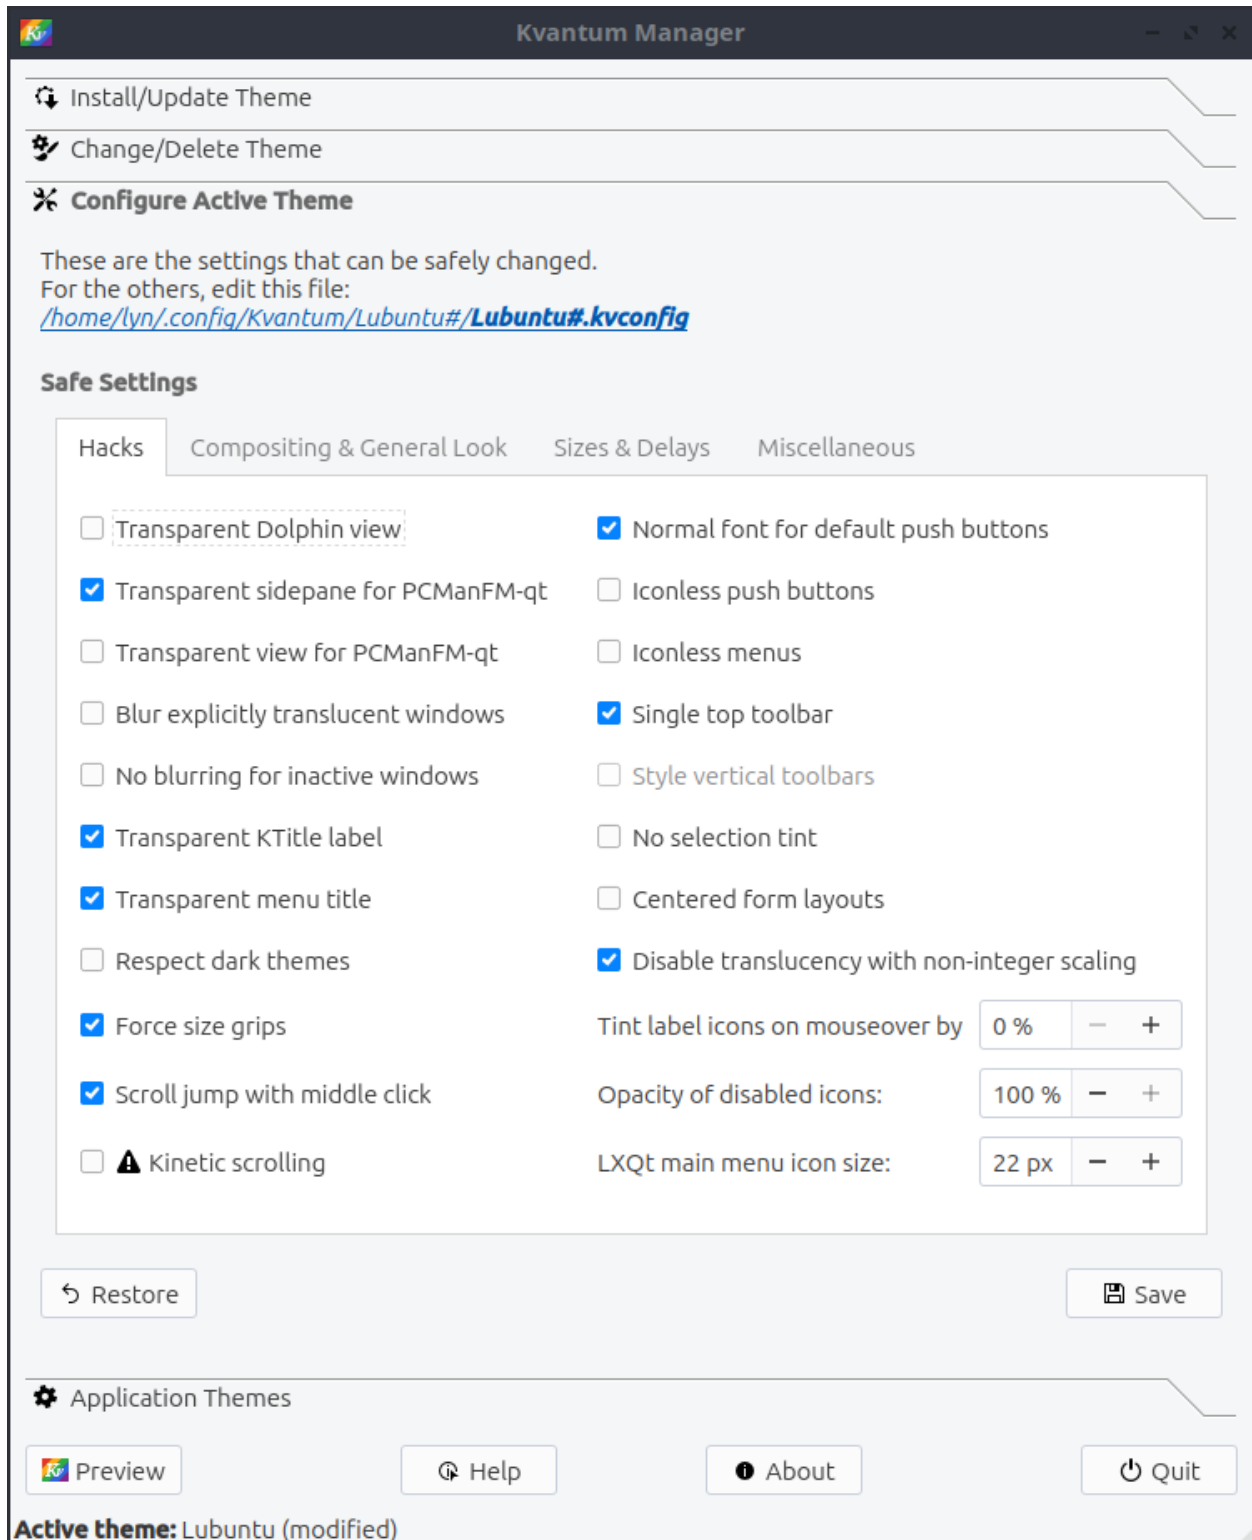 Kvantum Manager
Install/Update Theme
Change/Delete Theme
Configure Active Theme
These are the settings that can be safely changed.
For the others, edit this file:
/home/lyn/.config/Kvantum/Lubuntu#/Lubuntu#.kvconfig
Safe Settings
Hacks Compositing & General Look Sizes & Delays Miscellaneous
Transparent Dolphin view
Normal font for default push buttons
Transparent sidepane for PCManFM-qt
Iconless push buttons
Transparent view for PCManFM-qt
Iconless menus
Blur explicitly translucent windows
Single top toolbar
No blurring for inactive windows
Style vertical toolbars
Transparent KTitle label
No selection tint
Transparent menu title
Centered form layouts
Respect dark themes
Disable translucency with non-integer scaling
Force size grips
Tint label icons on mouseover by 0 % − +
Scroll jump with middle click
Opacity of disabled icons: 100 % − +
Kinetic scrolling
LXQt main menu icon size: 22 px − +
Restore
Save
Application Themes
Kv Preview
Help
About
Quit
Active theme: Lubuntu (modified)